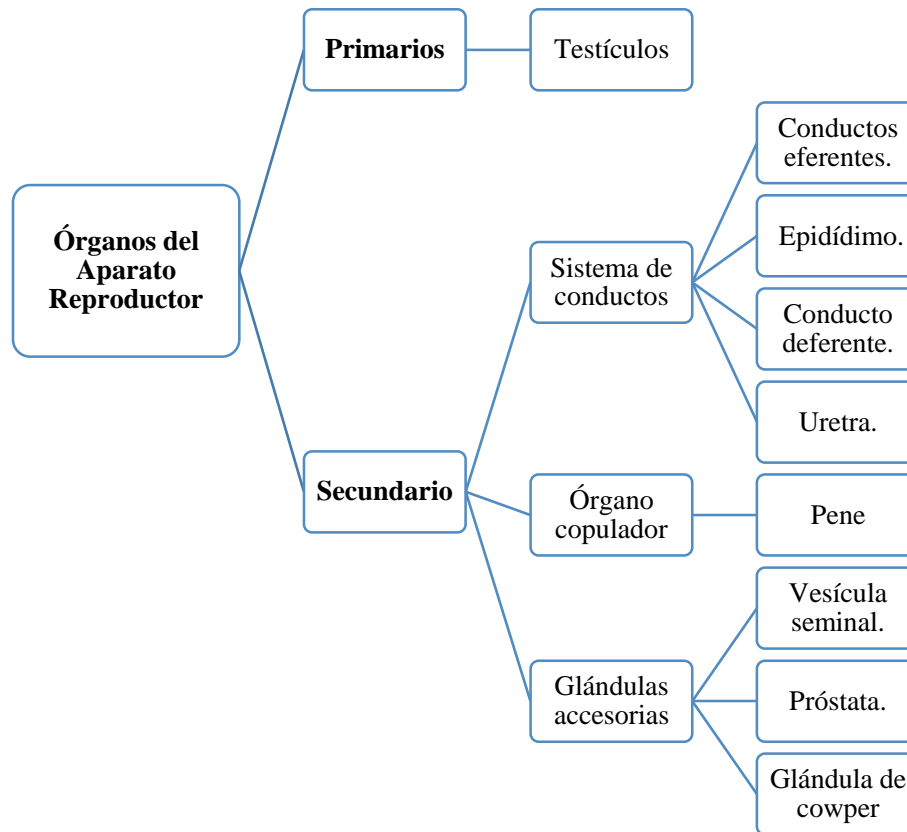 Órganos del
Aparato
Reproductor
Primarios
Testículos
Secundario
Sistema de
conductos
Conductos
eferentes.
Epidídimo.
Conducto
deferente.
Uretra.
Órgano
copulador
Pene
Glándulas
accesorias
Vesícula
seminal.
Próstata.
Glándula de
cowper